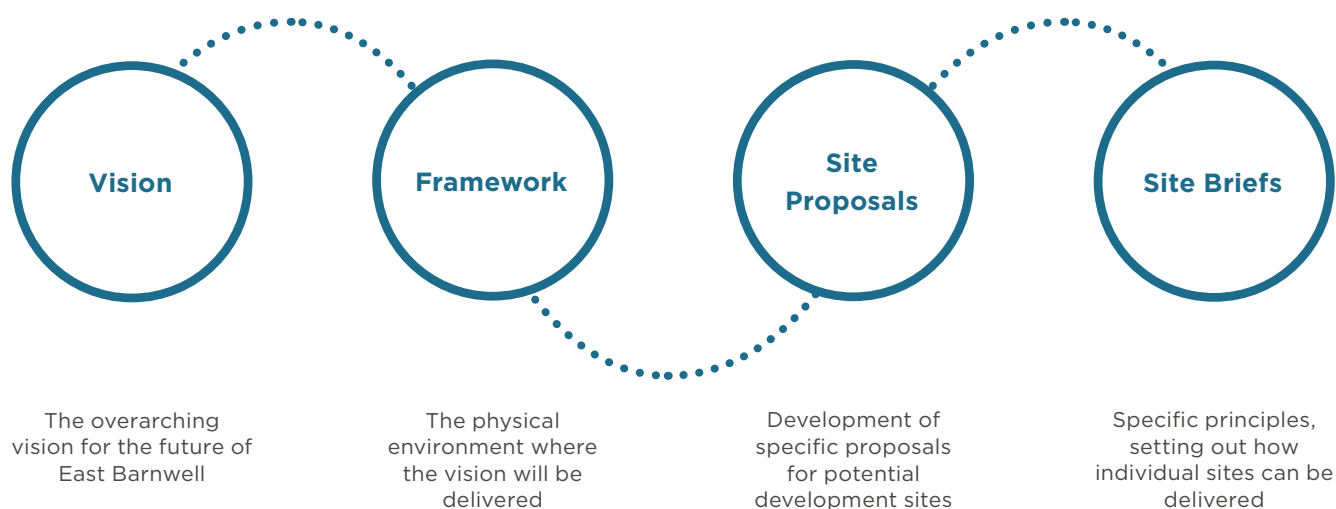 Vision
The overarching
vision for the future of
East Barnwell
Framework
The physical
environment where
the vision will be
delivered
Site
Proposals
Development of
specific proposals
for potential
development sites
Site Briefs
Specific principles,
setting out how
individual sites can be
delivered